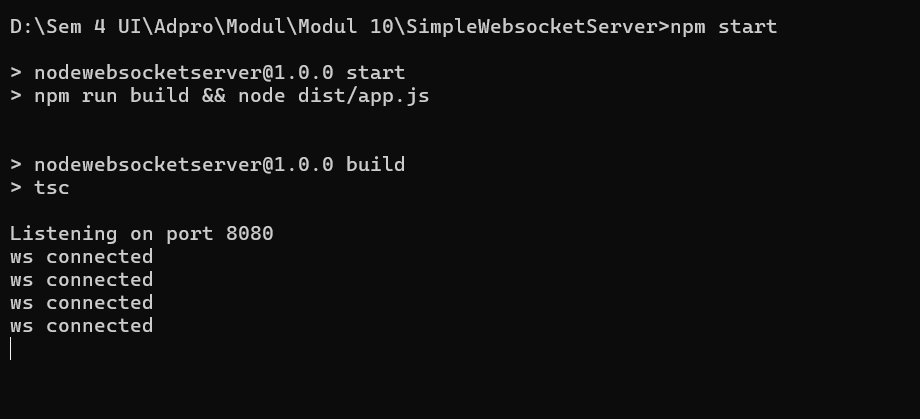 D:\Sem 4 UI\Adpro\Modul\Modul 10\SimpleWebsocketServer>npm start
> nodewebsocketserver@1.0.0 start
> npm run build && node dist/app.js
> nodewebsocketserver@1.0.0 build
> tsc
Listening on port 8080
ws connected
ws connected
ws connected
ws connected